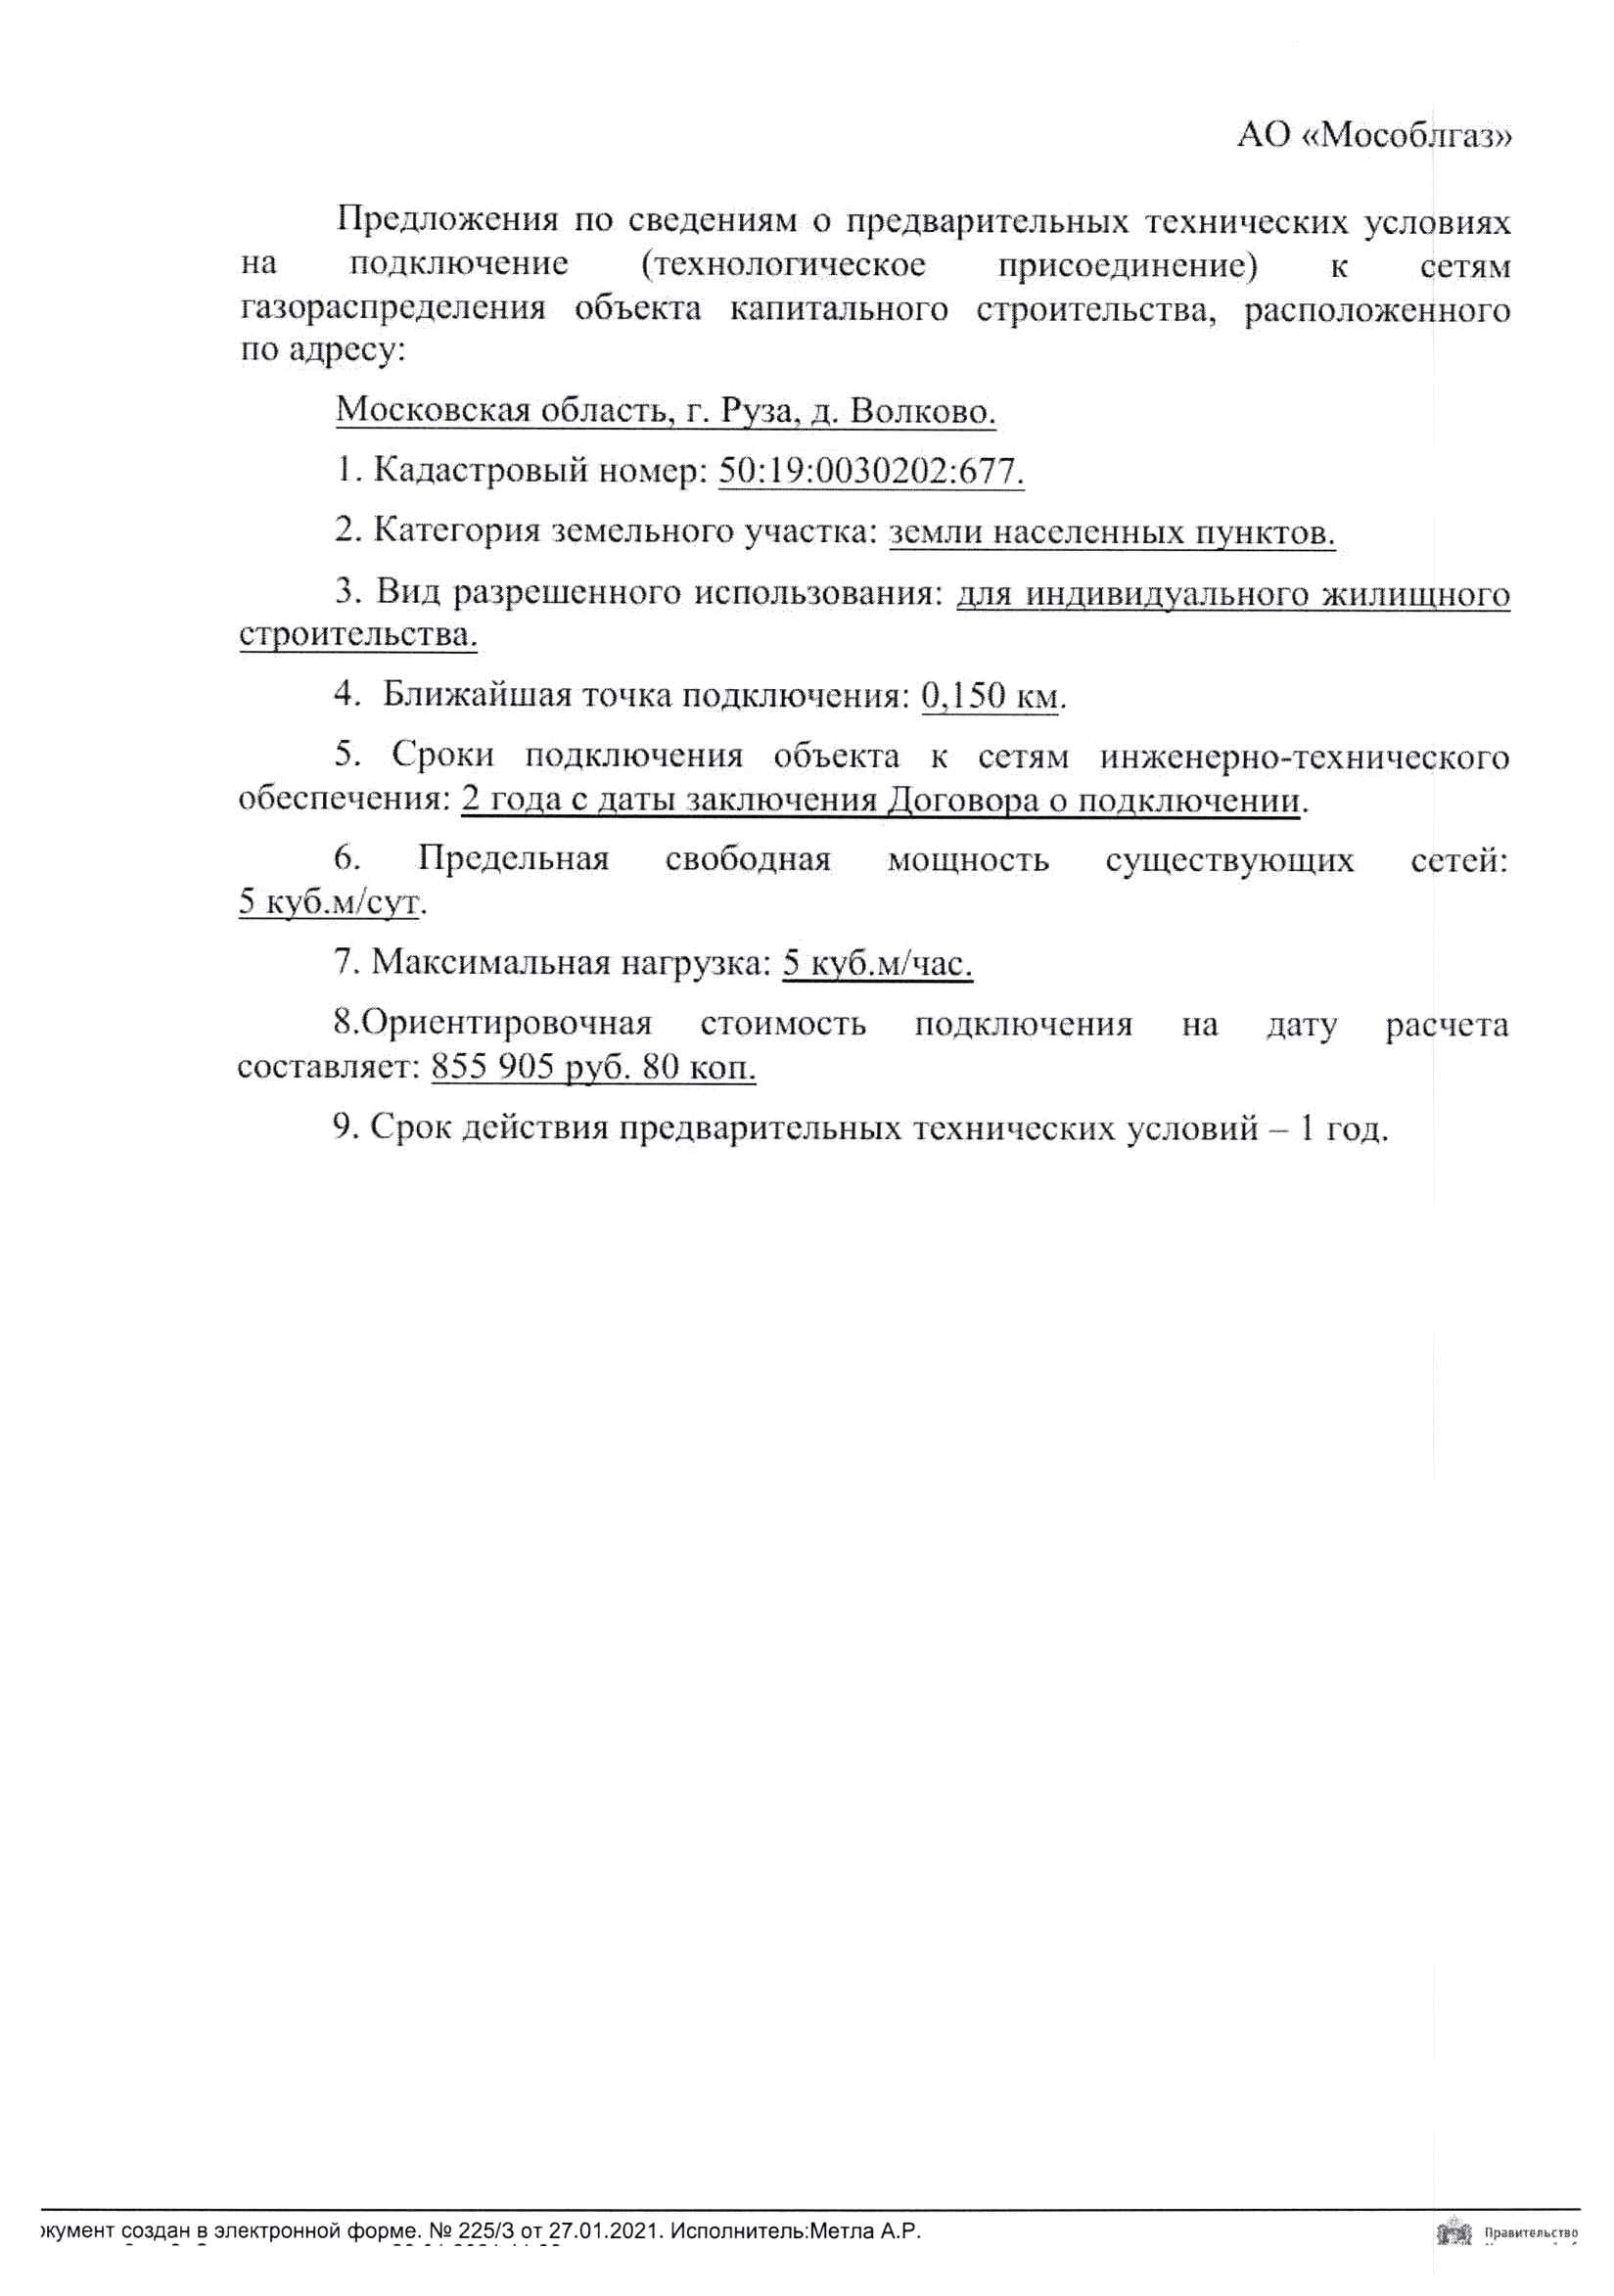 АО «Мособлгаз»
Предложения по сведениям о предварительных технических условиях
на подключение (технологическое присоединение) к сетям
газораспределения объекта капитального строительства, расположенного
по адресу:
Московская область, г. Руза, д. Волково.
1. Кадастровый номер: 50:19:0030202:677.
2. Категория земельного участка: земли населенных пунктов.
3. Вид разрешенного использования: для индивидуального жилищного
строительства.
4. Ближайшая точка подключения: 0,150 км.
5. Сроки подключения объекта к сетям инженерно-технического
обеспечения: 2 года с даты заключения Договора о подключении.
6. Предельная свободная мощность существующих сетей:
5 куб.м/сут.
7. Максимальная нагрузка: 5 куб.м/час.
8.Ориентировочная стоимость подключения на дату расчета
составляет: 855 905 руб. 80 коп.
9. Срок действия предварительных технических условий – 1 год.
окумент создан в электронной форме. № 225/3 от 27.01.2021. Исполнитель:Метла А.Р.
Правительство